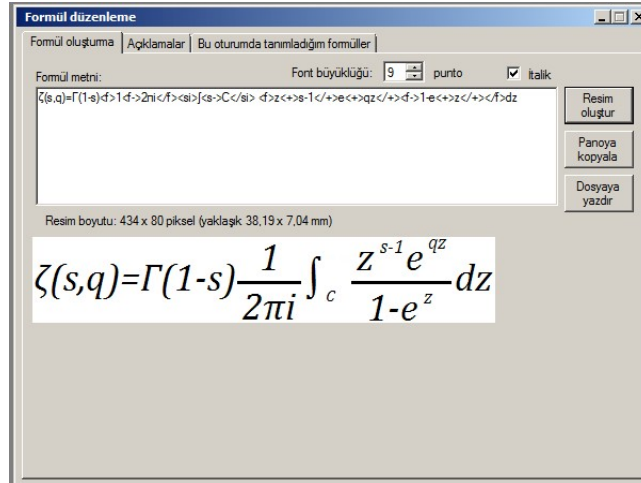 Formül düzenleme
Formül oluşturma Açıklamalar Bu oturumda tanımladığım formüller
Formül metni: Font büyüklüğü: 9 punto İtalik
ζ(s,q)=Γ(1-s)<f>1<f->2πi</f><si>∫<s->C</si> <f>z<+>s-1</+>e<+>qz</+><f->1-e<+>z</+></f>dz
Resim oluştur
Panoya kopyala
Dosyaya yazdır
Resim boyutu: 434 x 80 piksel (yaklaşık 38,19 x 7,04 mm)
ζ(s,q)=Γ(1-s) 1/2πi ∫c z^s-1 e^qz/1-e^z dz